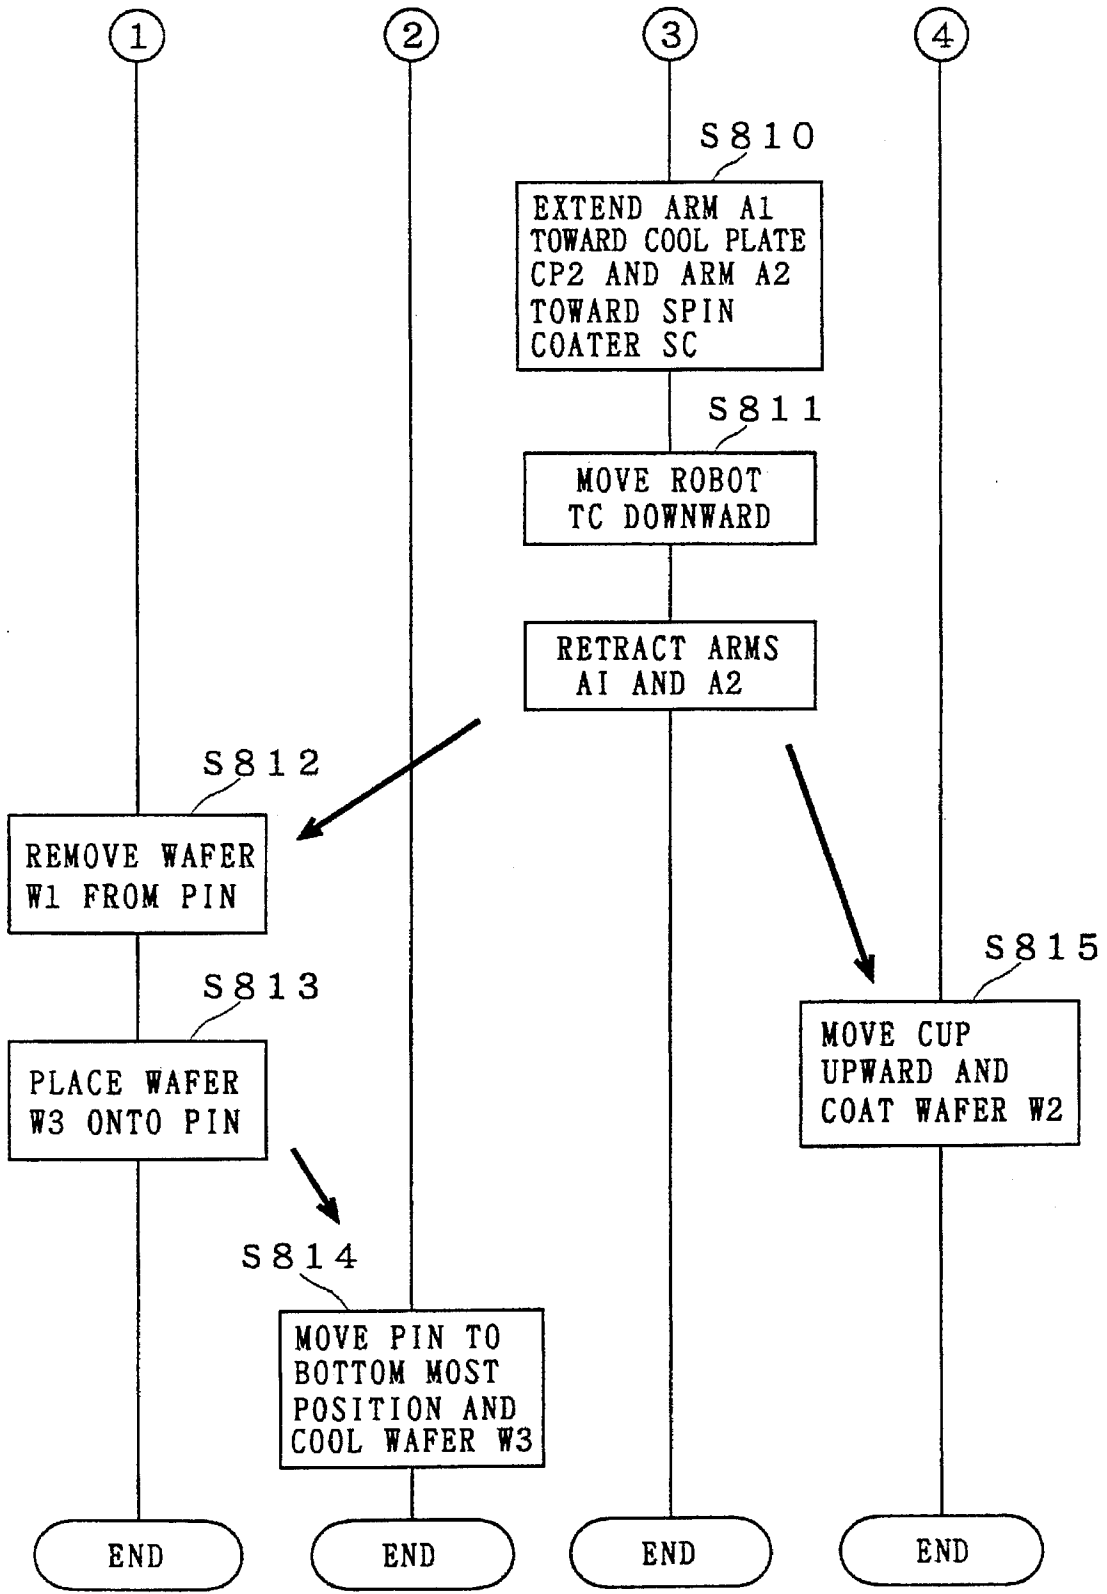 1
2
3
4
S810
EXTEND ARM A1
TOWARD COOL PLATE
CP2 AND ARM A2
TOWARD SPIN
COATER SC
S811
MOVE ROBOT
TC DOWNWARD
RETRACT ARMS
AI AND A2
S812
REMOVE WAFER
W1 FROM PIN
S813
PLACE WAFER
W3 ONTO PIN
S815
MOVE CUP
UPWARD AND
COAT WAFER W2
S814
MOVE PIN TO
BOTTOM MOST
POSITION AND
COOL WAFER W3
END
END
END
END